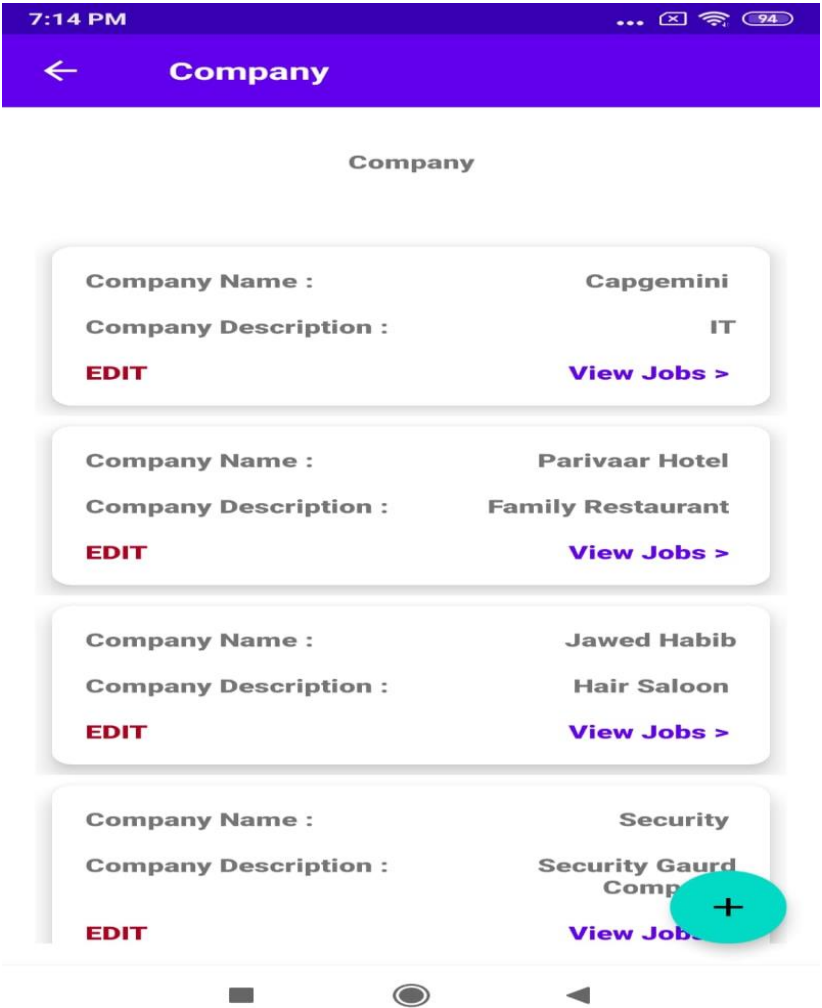 7:14 PM ... 94
← Company
Company
Company Name : Capgemini
Company Description : IT
EDIT View Jobs >
Company Name : Parivaar Hotel
Company Description : Family Restaurant
EDIT View Jobs >
Company Name : Jawed Habib
Company Description : Hair Saloon
EDIT View Jobs >
Company Name : Security
Company Description : Security Gaurd
EDIT View
+